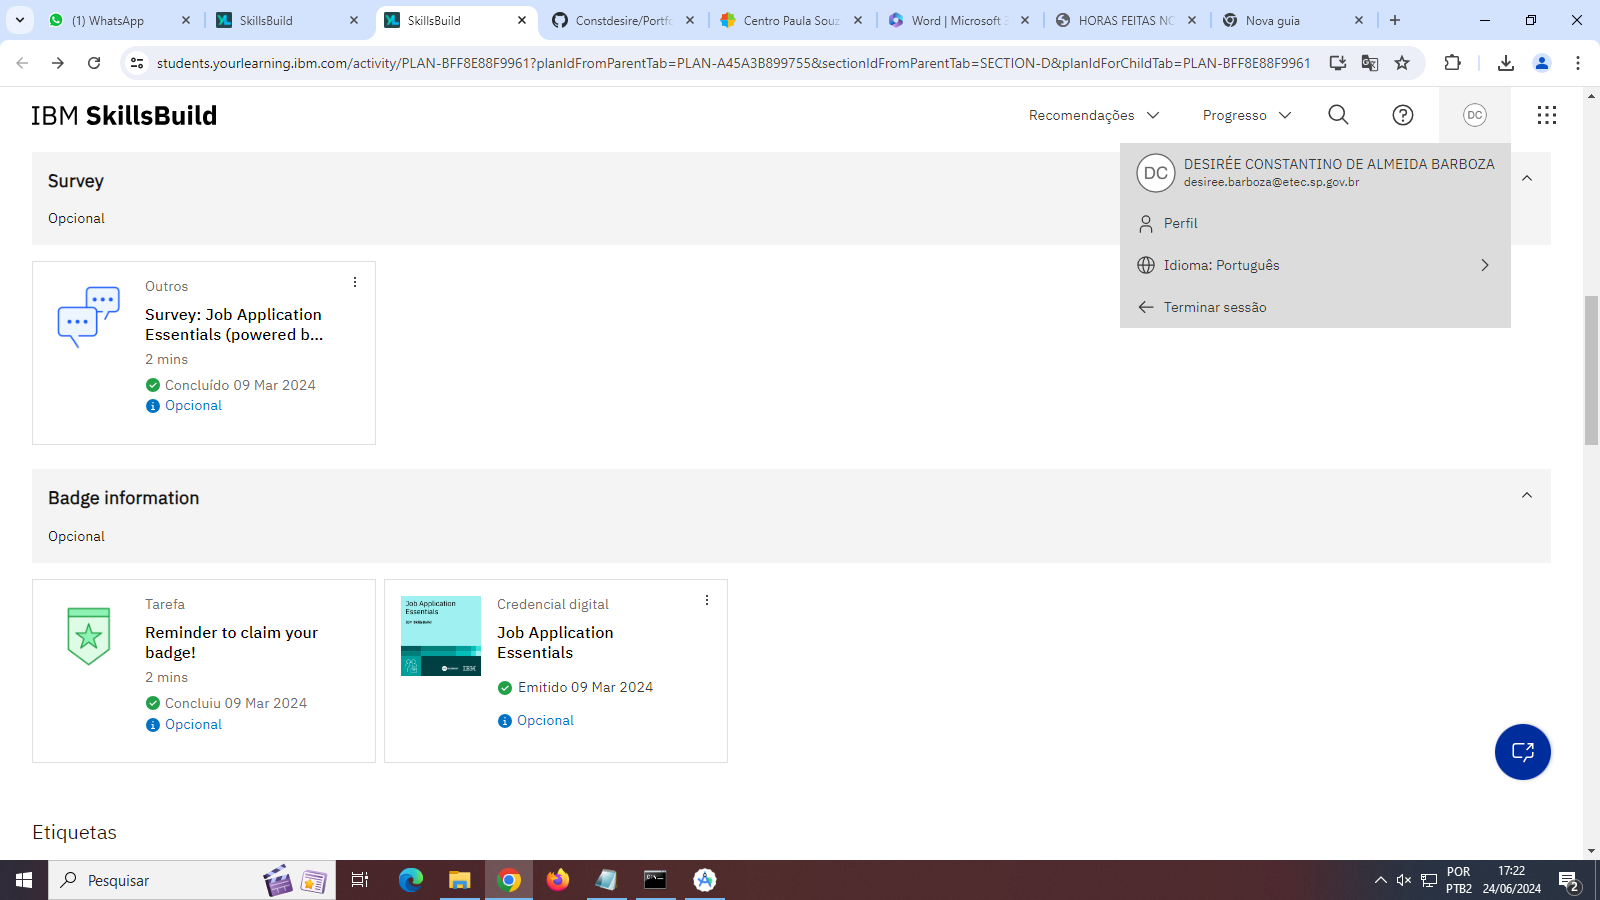 (1) WhatsApp
SkillsBuild
SkillsBuild
Constdesire/Portfo
Centro Paula Souz
Word | Microsoft 3
HORAS FEITAS NO
Nova guia
students.yourlearning.ibm.com/activity/PLAN-BFF8E88F9961?planIdFromParentTab=PLAN-A45A3B899755&sectionIdFromParentTab=SECTION-D&planIdForChildTab=PLAN-BFF8E88F9961
IBM SkillsBuild
Recomendações
Progresso
DC
DC
DESIRÉE CONSTANTINO DE ALMEIDA BARBOZA
desiree.barboza@etec.sp.gov.br
Perfil
Idioma: Português
Terminar sessão
Survey
Opcional
Outros
Survey: Job Application
Essentials (powered b...
2 mins
Concluído 09 Mar 2024
Opcional
Badge information
Opcional
Tarefa
Reminder to claim your
badge!
2 mins
Concluiu 09 Mar 2024
Opcional
Job Application
Essentials
IBM
Credencial digital
Job Application
Essentials
Emitido 09 Mar 2024
Opcional
Etiquetas
Pesquisar
POR
PTB2
17:22
24/06/2024
2